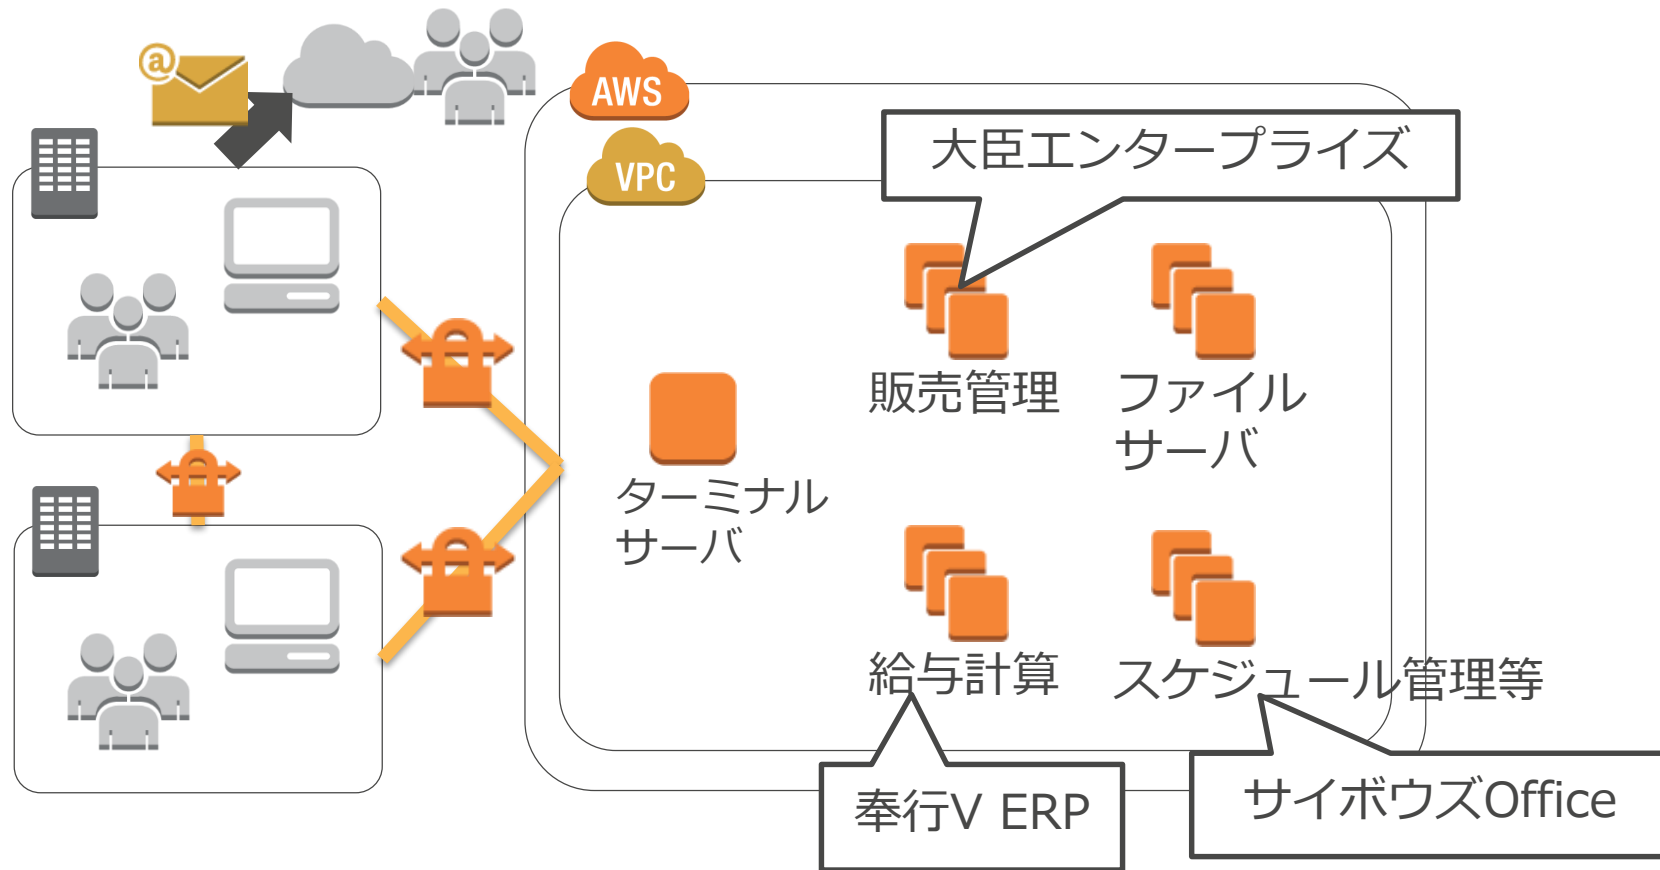 @
AWS
VPC
大臣エンタープライズ
販売管理
ファイル
サーバ
ターミナル
サーバ
給与計算
スケジュール管理等
奉行V ERP
サイボウズOffice